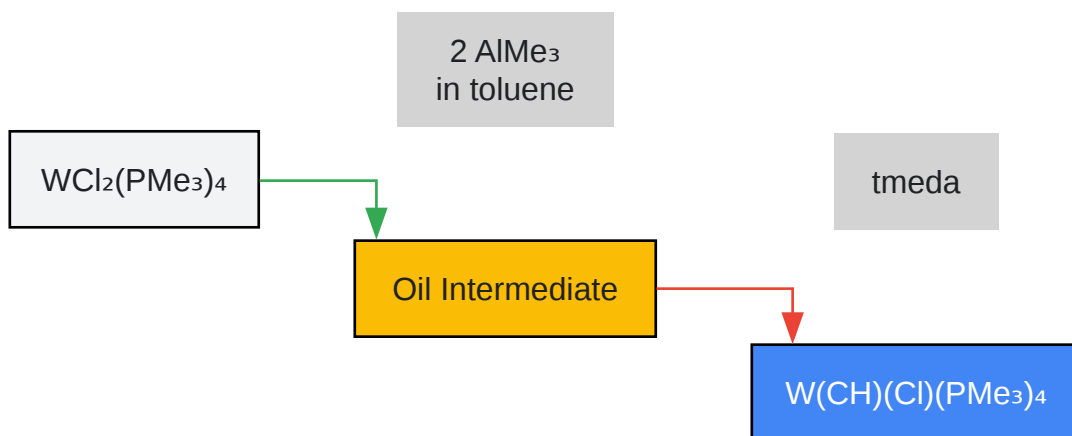 2 AlMe₃
in toluene
WCl₂(PMe₃)₄
tmeda
Oil Intermediate
W(CH)(Cl)(PMe₃)₄